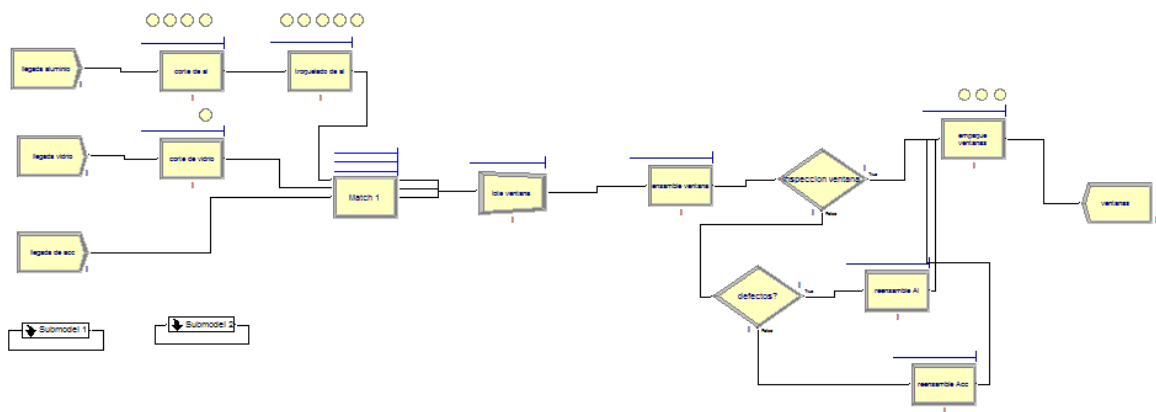 llegada aluminio
corte de al
troquelado de al
llegada vidrio
corte de vidrio
llegada de acc
Match 1
lote ventana
ensamble ventana
inspeccion ventana
True
False
empaque
ventanas
ventanas
defectos?
True
False
reensamble Al
reensamble Acc
Submodel 1
Submodel 2